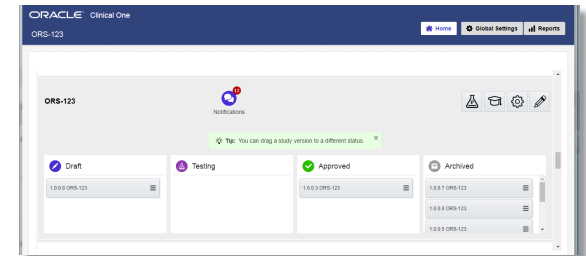 ORACLE Clinical One
ORS-123
Home Global Settings Reports
ORS-123
17
Notifications
Tip: You can drag a study version to a different status. ×
Draft Testing Approved Archived
1.0.0.8 ORS-123 1.0.0.3 ORS-123 1.0.0.7 ORS-123
1.0.0.6 ORS-123
1.0.0.5 ORS-123